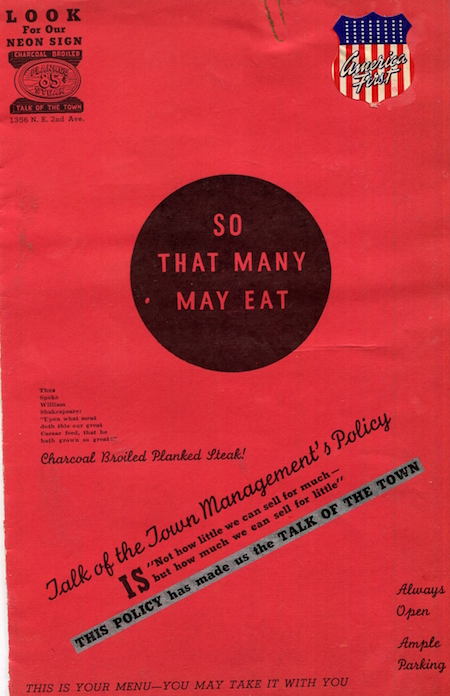 LOOK
For Our
NEON SIGN
CHARCOAL BROILED
PLANKED
85¢
STEAK
TALK OF THE TOWN
1356 N. E. 2nd Ave.
America
First
SO
THAT MANY
MAY EAT
Thus
Spoke
William
Shakespeare:
"Upon what meat
doth this our great
Caesar feed, that he
hath grown so great?"
Charcoal Broiled Planked Steak!
Talk of the Town Management's Policy
IS "Not how little we can sell for much—
but how much we can sell for little"
THIS POLICY has made us the TALK OF THE TOWN
Always
Open
Ample
Parking
THIS IS YOUR MENU—YOU MAY TAKE IT WITH YOU